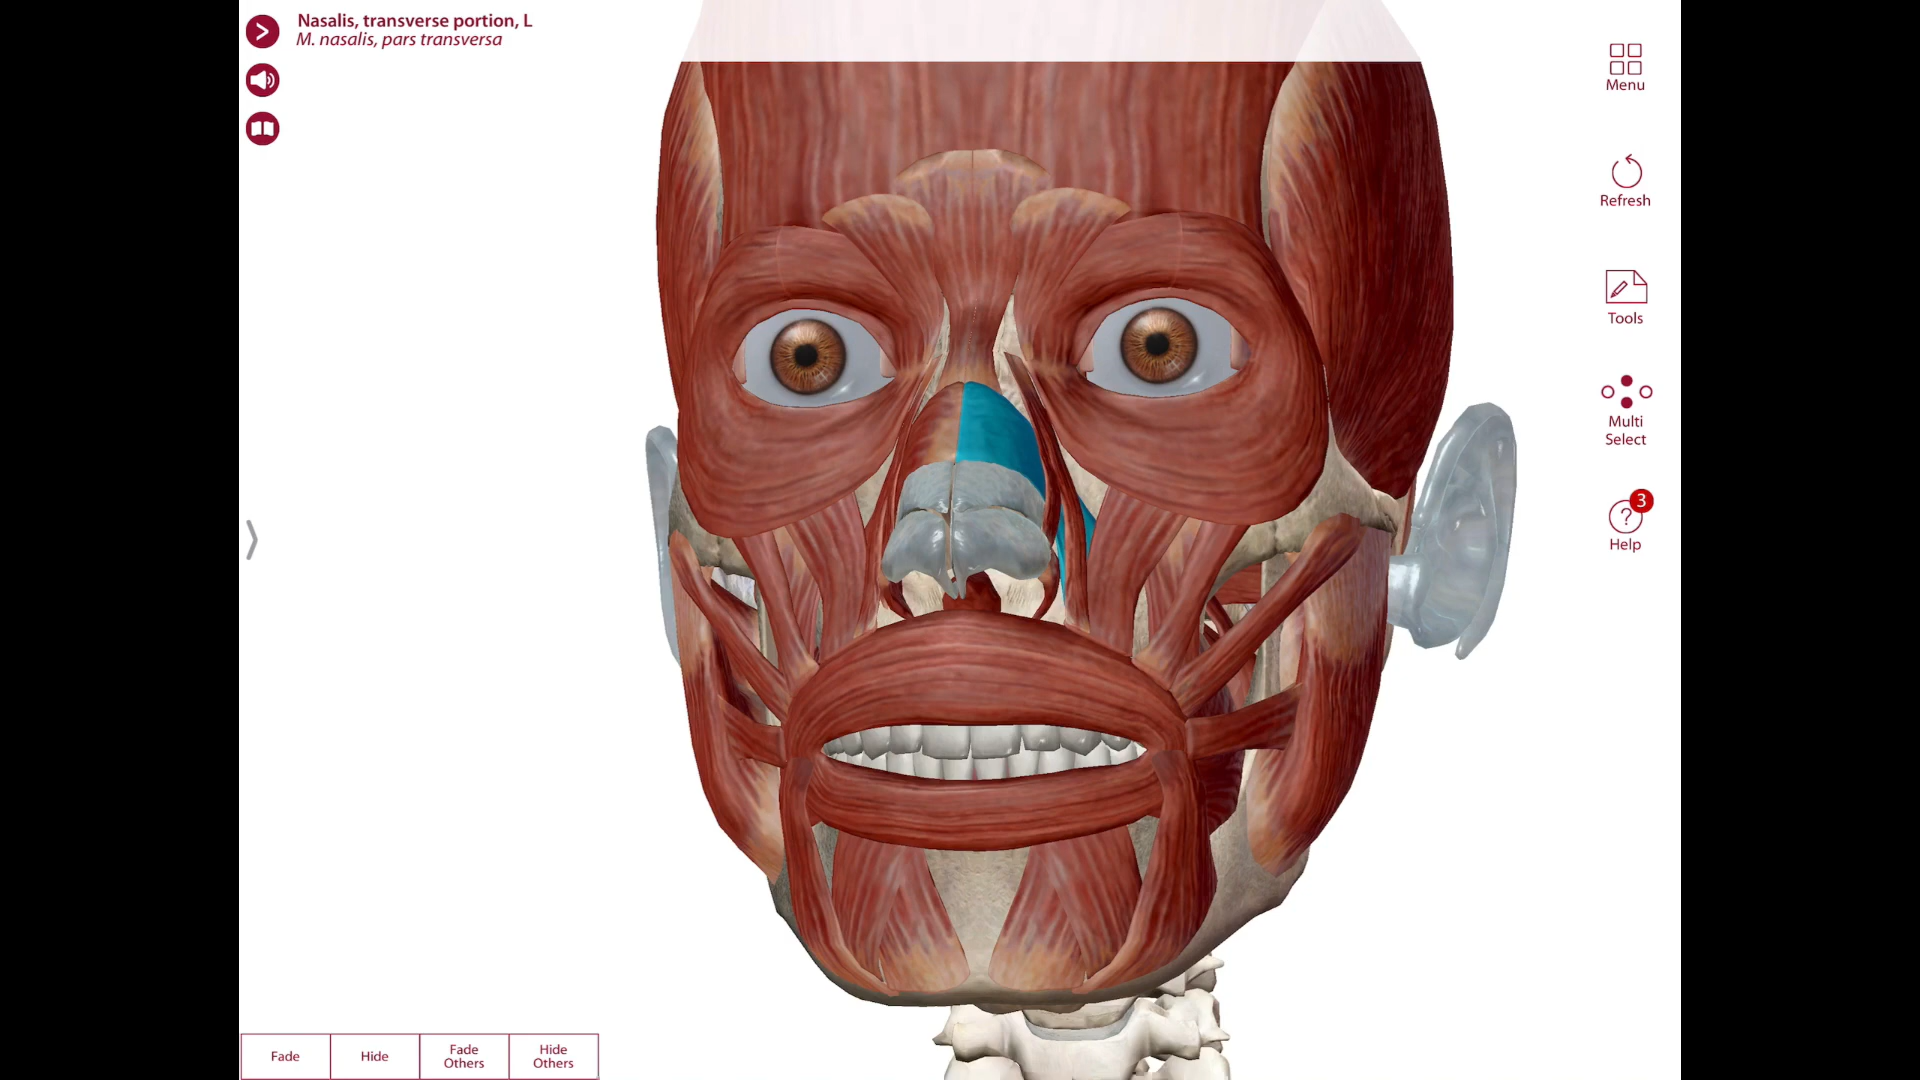 Nasalis, transverse portion, L
M. nasalis, pars transversa
Menu
Refresh
Tools
Multi
Select
3
?
Help
Fade
Hide
Fade
Others
Hide
Others